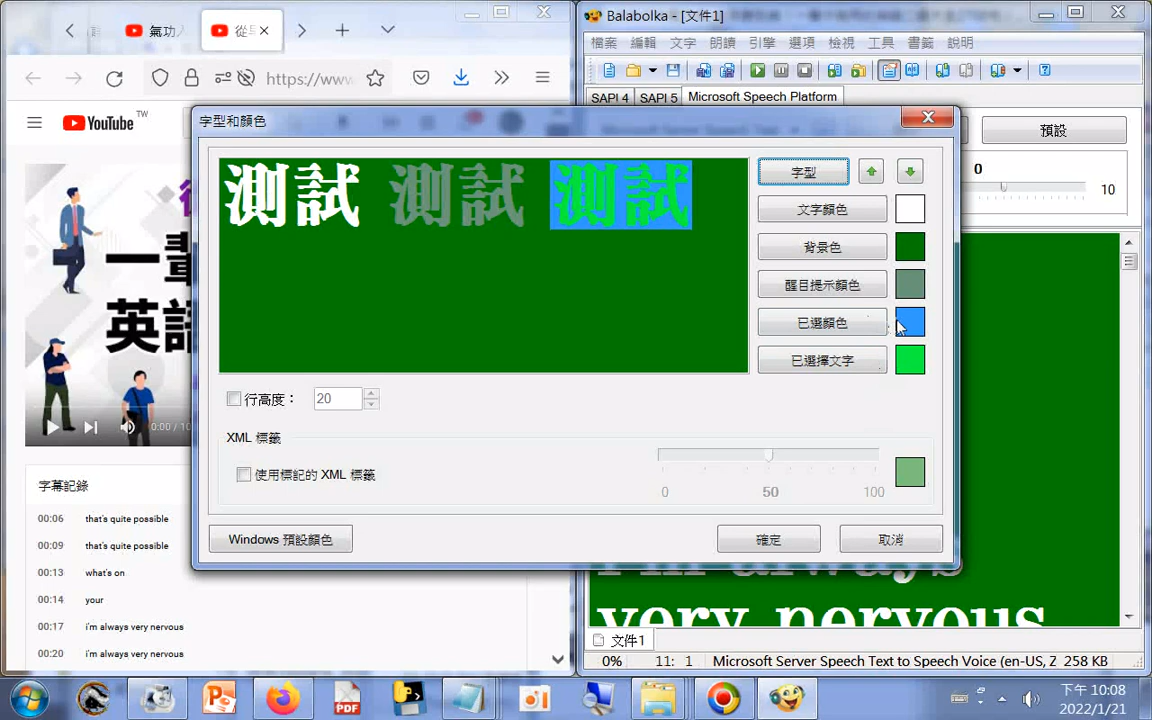 氣功
從
https://www
YouTube TW
一
英語
0:00 / 10
字幕記錄
00:06 that's quite possible
00:09 that's quite possible
00:13 what's on
00:14 your
00:17 i'm always very nervous
00:20 i'm always very nervous
Balabolka - [文件1]
檔案 編輯 文字 朗讀 引擎 選項 檢視 工具 書籤 說明
SAPI 4 SAPI 5 Microsoft Speech Platform
預設
0
10
字型和顏色
測試 測試 測試
字型
文字顏色
背景色
醒目提示顏色
已選顏色
已選擇文字
行高度： 20
XML 標籤
使用標記的 XML 標籤
0 50 100
Windows 預設顏色
確定
取消
I'm always
very nervous
文件1
0% 11: 1 Microsoft Server Speech Text to Speech Voice (en-US, Z 258 KB
PDF
下午 10:08
2022/1/21